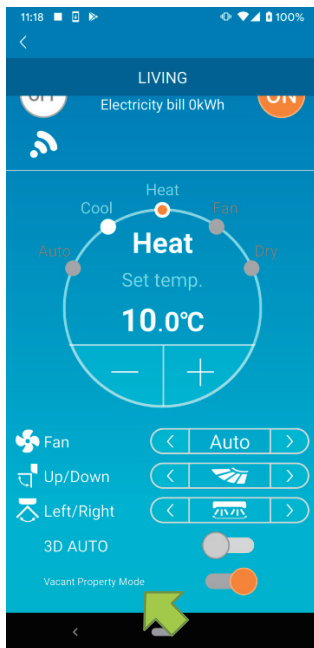 11:18 100%
LIVING
OFF Electricity bill 0kWh ON
Heat
Cool Fan
Auto Heat Dry
Set temp.
10.0°C
Fan Auto
Up/Down
Left/Right
3D AUTO
Vacant Property Mode